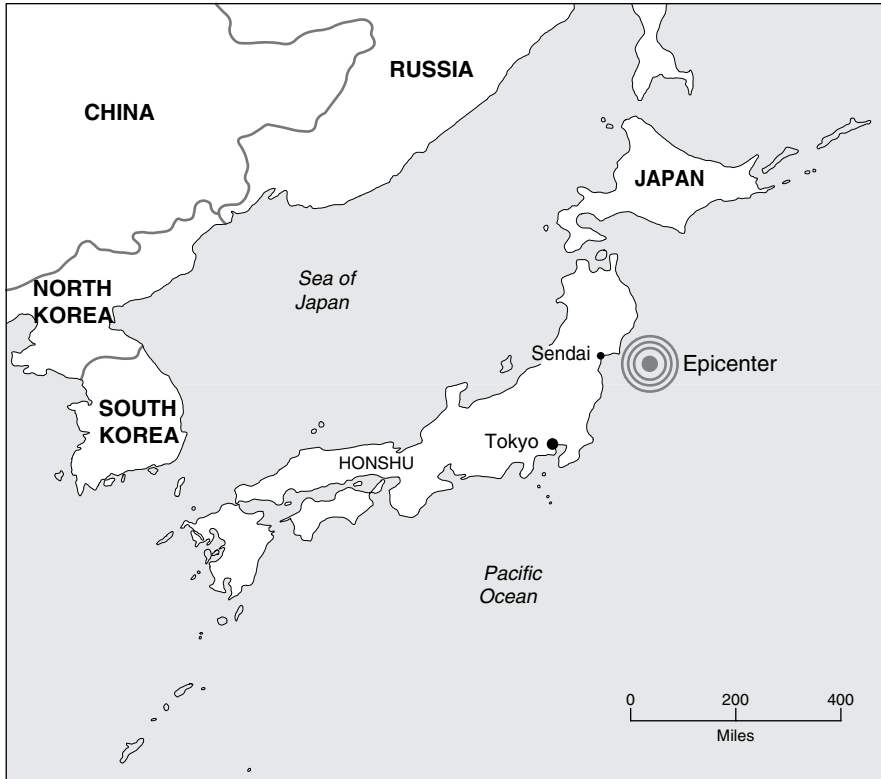 RUSSIA
CHINA
JAPAN
Sea of
Japan
NORTH
KOREA
Sendai
Epicenter
SOUTH
KOREA
Tokyo
HONSHU
Pacific
Ocean
0 200 400
Miles